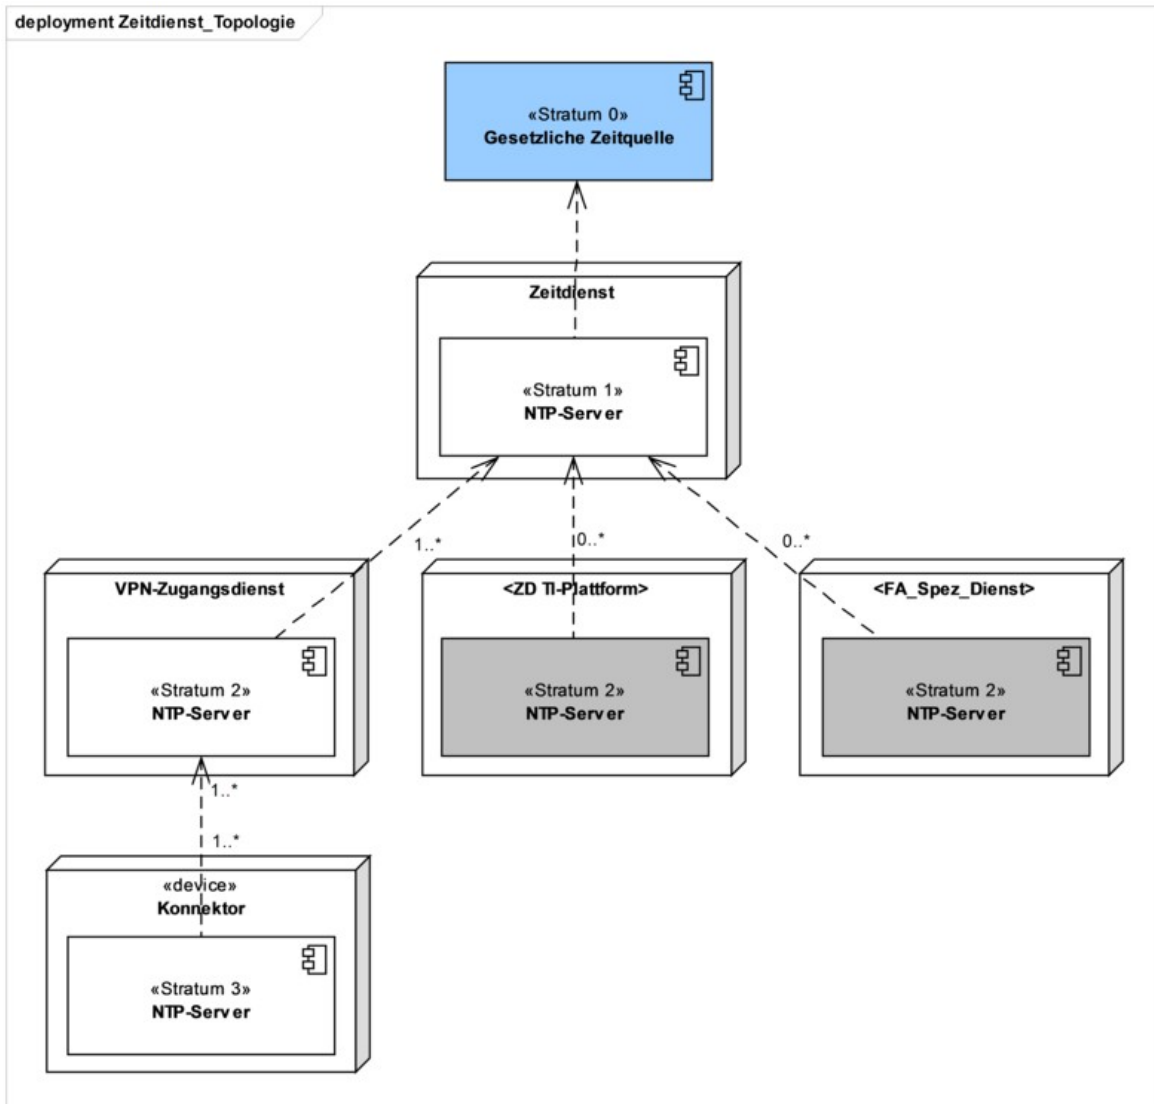 deployment Zeitdienst_Topologie
«Stratum 0»
Gesetzliche Zeitquelle
Zeitdienst
«Stratum 1»
NTP-Server
1..*
0..*
0..*
VPN-Zugangsdienst
<ZD TI-Plattform>
<FA_Spez_Dienst>
«Stratum 2»
NTP-Server
«Stratum 2»
NTP-Server
«Stratum 2»
NTP-Server
1..*
1..*
«device»
Konnektor
«Stratum 3»
NTP-Server